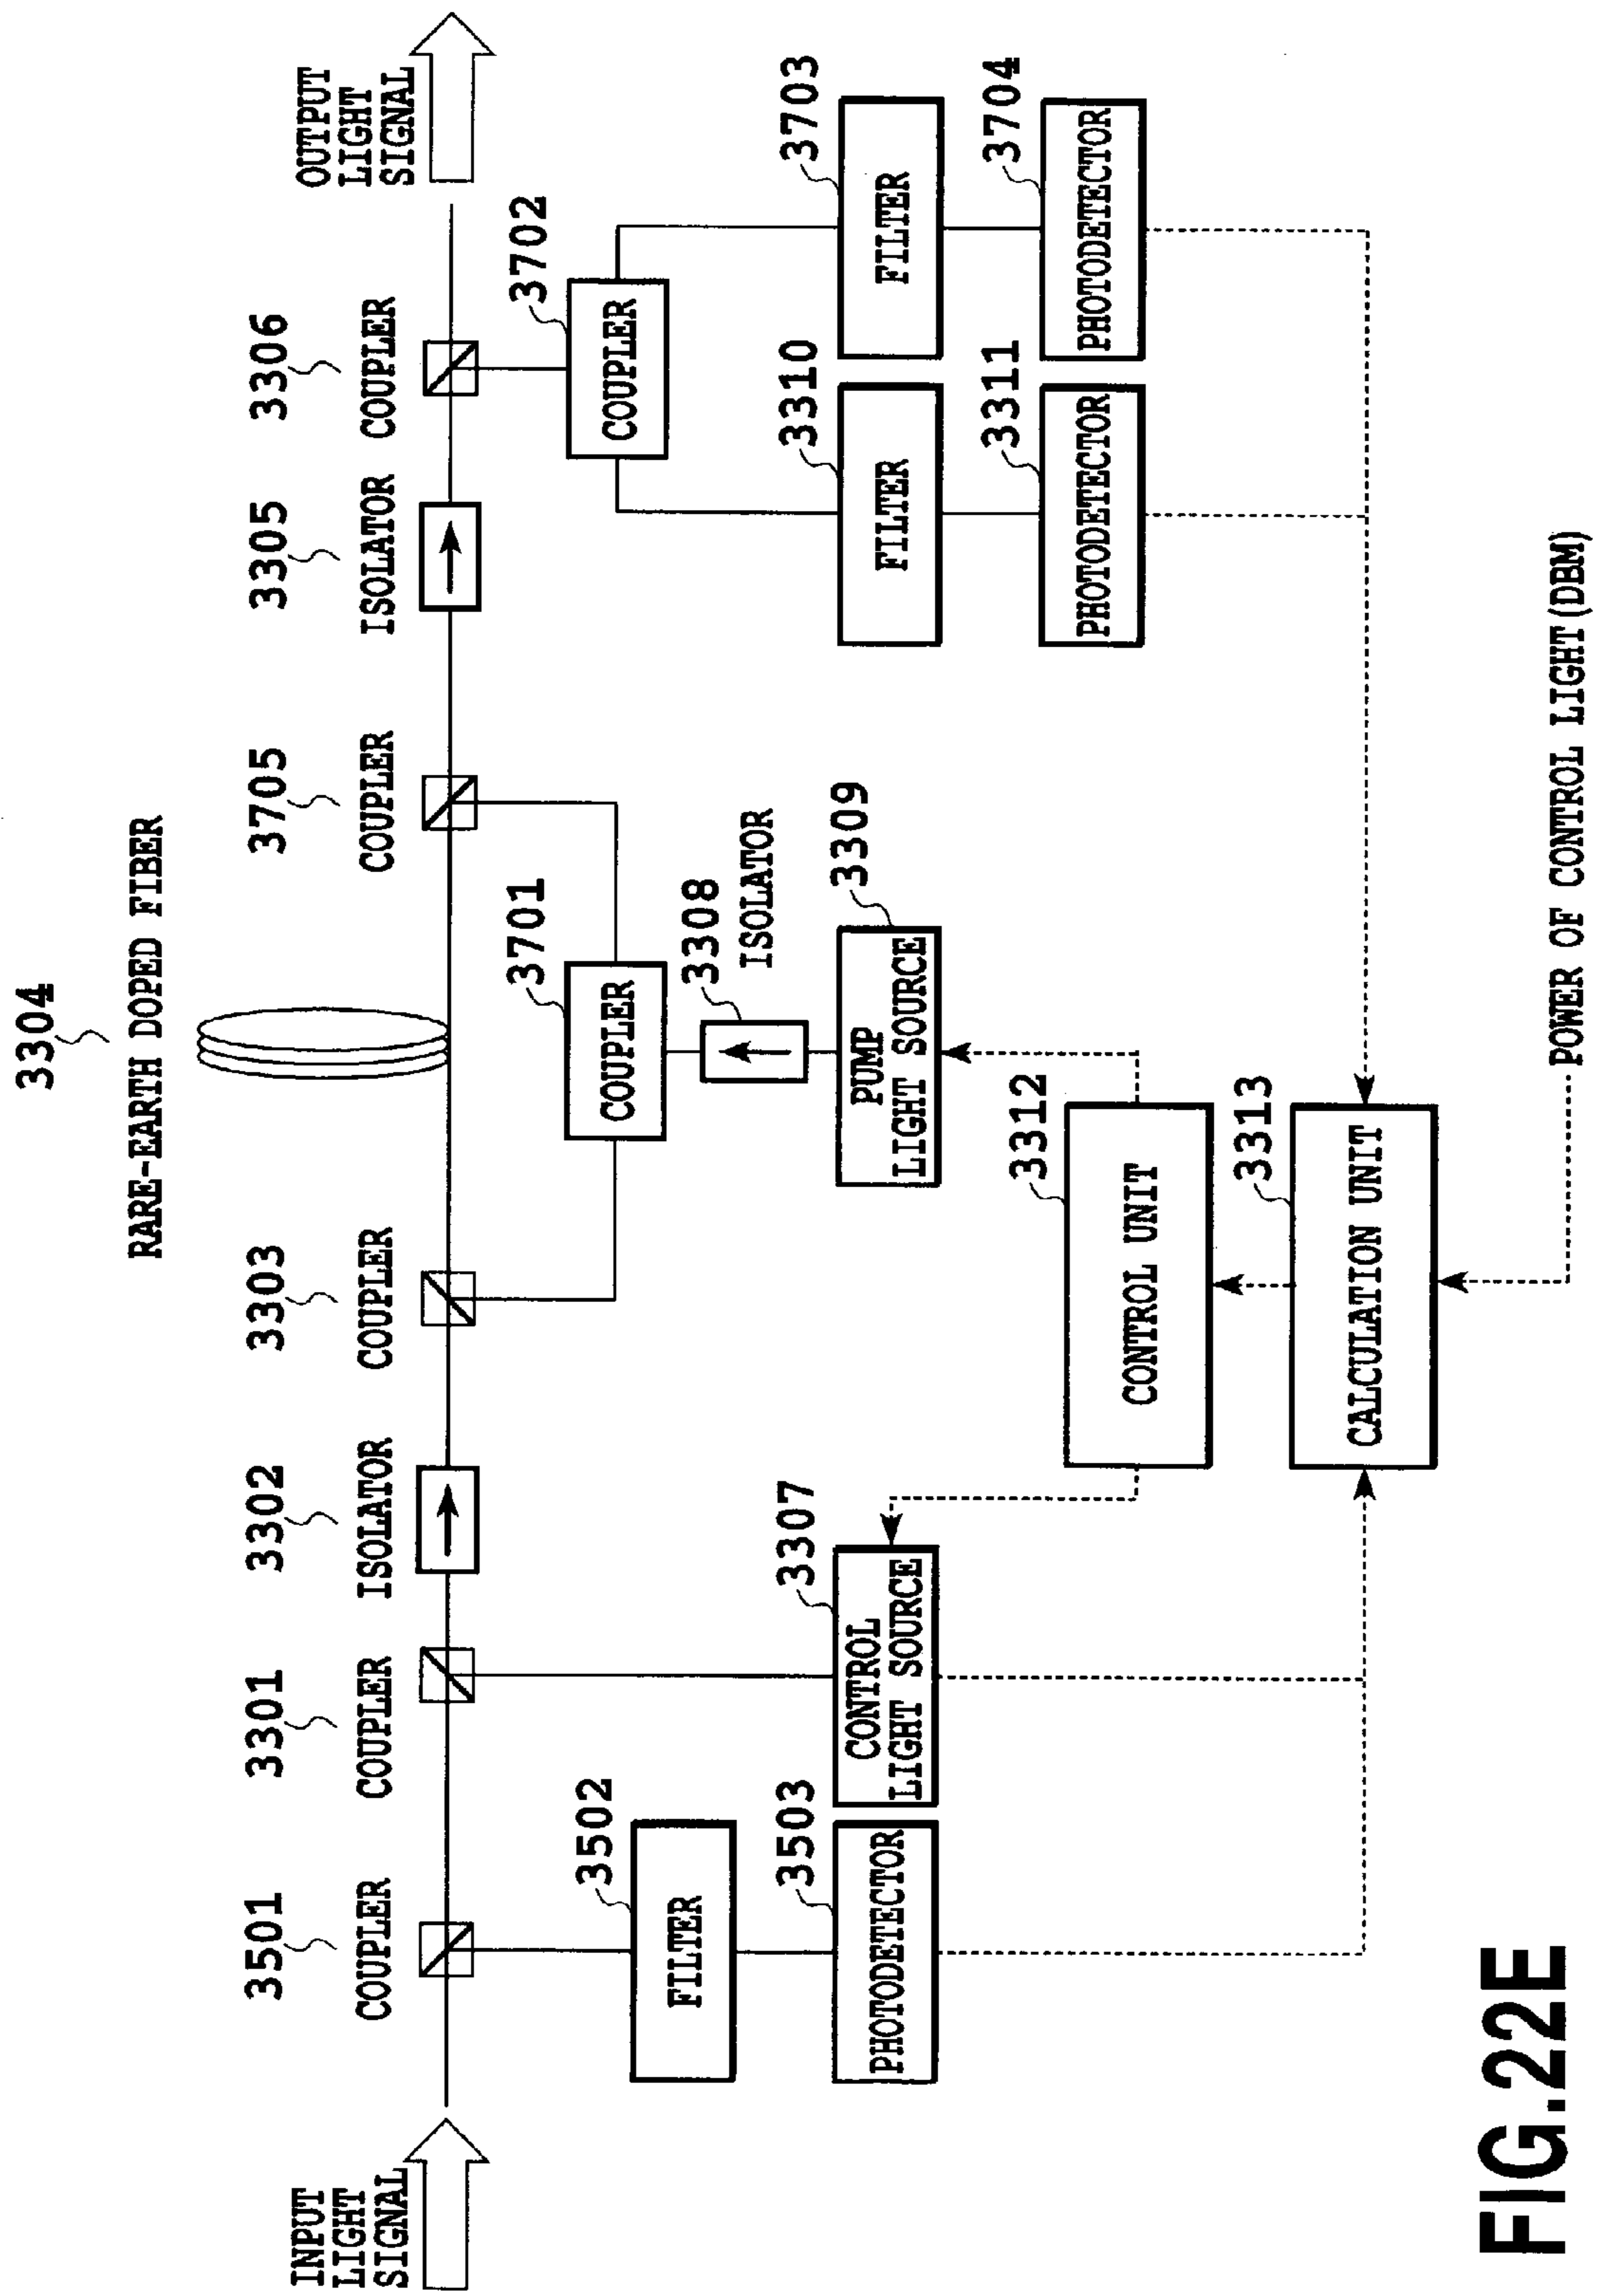 3304
RARE-EARTH DOPED FIBER
INPUT
LIGHT
SIGNAL
3501
COUPLER
3301
COUPLER
3302
ISOLATOR
3303
COUPLER
3705
COUPLER
3305
ISOLATOR
3306
COUPLER
OUTPUT
LIGHT
SIGNAL
3502
FILTER
3701
COUPLER
3702
COUPLER
3308
ISOLATOR
3503
PHOTODETECTOR
3307
CONTROL
LIGHT SOURCE
3309
PUMP
LIGHT SOURCE
3310
FILTER
3703
FILTER
3311
PHOTODETECTOR
3704
PHOTODETECTOR
3312
CONTROL UNIT
3313
CALCULATION UNIT
POWER OF CONTROL LIGHT(DBM)
FIG.22E